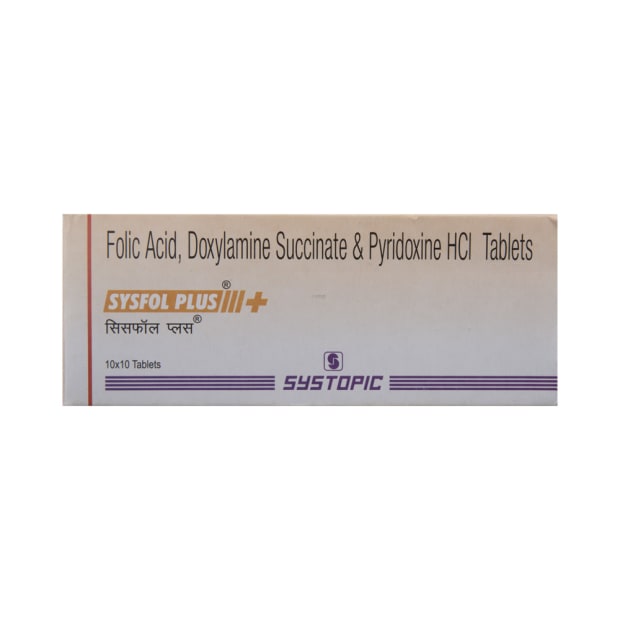 Folic Acid, Doxylamine Succinate & Pyridoxine HCl Tablets
SYSFOL PLUS®
सिसफॉल प्लस®
10x10 Tablets
SYSTOPIC